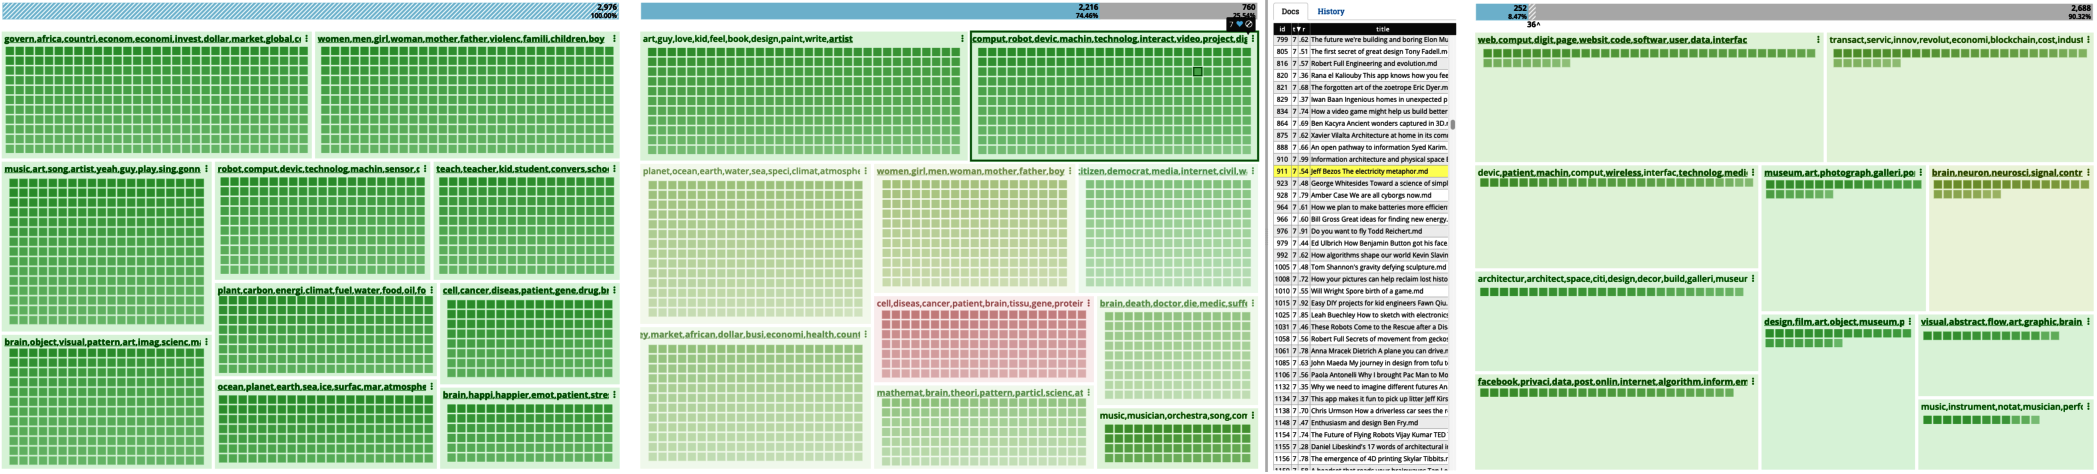 2,976
100.00%
govern,africa,countri,econom,economi,invest,dollar,market,global,c
women,men,girl,woman,mother,father,violenc,famili,children,boy
music,art,song,artist,yeah,guy,play,sing,gonn
robot,comput,devic,technolog,machin,sensor,c
teach,teacher,kid,student,convers,scho
plant,carbon,energi,climat,fuel,water,food,oil,fo
cell,cancer,diseas,patient,gene,drug,b
brain,object,visual,pattern,art,imag,scienc,m
ocean,planet,earth,sea,ice,surfac,mar,atmosphe
brain,happi,happier,emot,patient,stre
2,216
74.46%
760
25.54%
7
art,guy,love,kid,feel,book,design,paint,write,artist
comput,robot,devic,machin,technolog,interact,video,project,dig
planet,ocean,earth,water,sea,speci,climat,atmosphe
women,girl,men,woman,mother,father,boy
itizen,democrat,media,internet,civil,w
cell,diseas,cancer,patient,brain,tissu,gene,protein
brain,death,doctor,die,medic,suffe
ey,market,african,dollar,busi,economi,health,count
mathemat,brain,theori,pattern,particl,scienc,at
music,musician,orchestra,song,com
Docs History
id t▼ r title
799 7 .62 The future we're building and boring Elon Mu
805 7 .51 The first secret of great design Tony Fadell.m
816 7 .57 Robert Full Engineering and evolution.md
820 7 .36 Rana el Kaliouby This app knows how you fee
821 7 .68 The forgotten art of the zoetrope Eric Dyer.m
829 7 .37 Iwan Baan Ingenious homes in unexpected p
834 7 .74 How a video game might help us build better
864 7 .69 Ben Kacyra Ancient wonders captured in 3D.r
875 7 .62 Xavier Vilalta Architecture at home in its com
888 7 .66 An open pathway to information Syed Karim.
910 7 .99 Information architecture and physical space
911 7 .54 Jeff Bezos The electricity metaphor.md
923 7 .48 George Whitesides Toward a science of simpl
928 7 .79 Amber Case We are all cyborgs now.md
964 7 .61 How we plan to make batteries more efficien
966 7 .60 Bill Gross Great ideas for finding new energy.
976 7 .91 Do you want to fly Todd Reichert.md
979 7 .44 Ed Ulbrich How Benjamin Button got his face
992 7 .62 How algorithms shape our world Kevin Slavin
1005 7 .48 Tom Shannon's gravity defying sculpture.md
1008 7 .72 How your pictures can help reclaim lost histo
1010 7 .55 Will Wright Spore birth of a game.md
1015 7 .92 Easy DIY projects for kid engineers Fawn Qiu.
1025 7 .85 Leah Buechley How to sketch with electronics
1031 7 .46 These Robots Come to the Rescue after a Dis
1058 7 .56 Robert Full Secrets of movement from gecko
1061 7 .78 Anna Mracek Dietrich A plane you can drive.m
1085 7 .63 John Maeda My journey in design from tofu t
1106 7 .56 Paola Antonelli Why I brought Pac Man to Mo
1132 7 .35 Why we need to imagine different futures An
1134 7 .37 This app makes it fun to pick up litter Jeff Kirs
1138 7 .70 Chris Urmson How a driverless car sees the r
1148 7 .47 Enthusiasm and design Ben Fry.md
1154 7 .74 The Future of Flying Robots Vijay Kumar TED
1155 7 .28 Daniel Libeskind's 17 words of architectural i
1156 7 .78 The emergence of 4D printing Skylar Tibbits.
252
8.47%
36^
2,688
90.32%
web,comput,digit,page,websit,code,softwar,user,data,interfac
transact,servic,innov,revolut,economi,blockchain,cost,indust
devic,patient,machin,comput,wireless,interfac,technolog,medi
museum,art,photograph,galleri,po
brain,neuron,neurosci,signal,contr
architectur,architect,space,citi,design,decor,build,galleri,museur
design,film,art,object,museum,p
visual,abstract,flow,art,graphic,brain
facebook,privaci,data,post,onlin,internet,algorithm,inform,em
music,instrument,notat,musician,perf